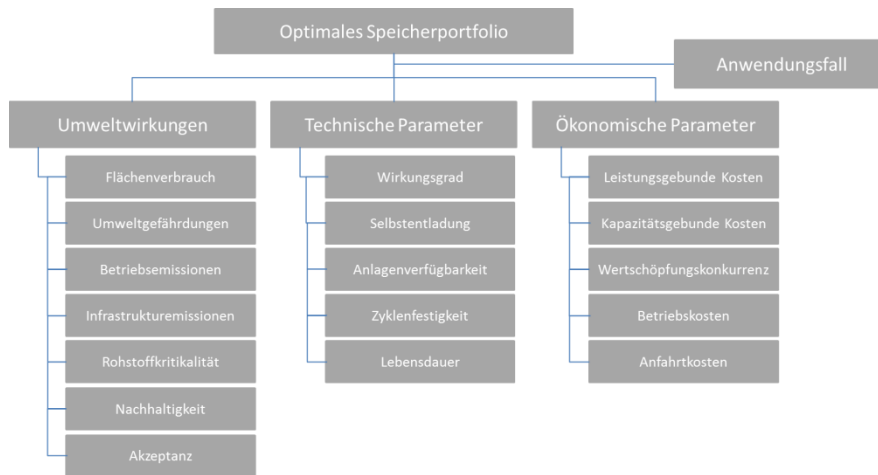 Optimales Speicherportfolio
Anwendungsfall
Umweltwirkungen
Flächenverbrauch
Umweltgefährdungen
Betriebsemissionen
Infrastrukturemissionen
Rohstoffkritikalität
Nachhaltigkeit
Akzeptanz
Technische Parameter
Wirkungsgrad
Selbstentladung
Anlagenverfügbarkeit
Zyklenfestigkeit
Lebensdauer
Ökonomische Parameter
Leistungsgebunde Kosten
Kapazitätsgebunde Kosten
Wertschöpfungskonkurrenz
Betriebskosten
Anfahrtkosten